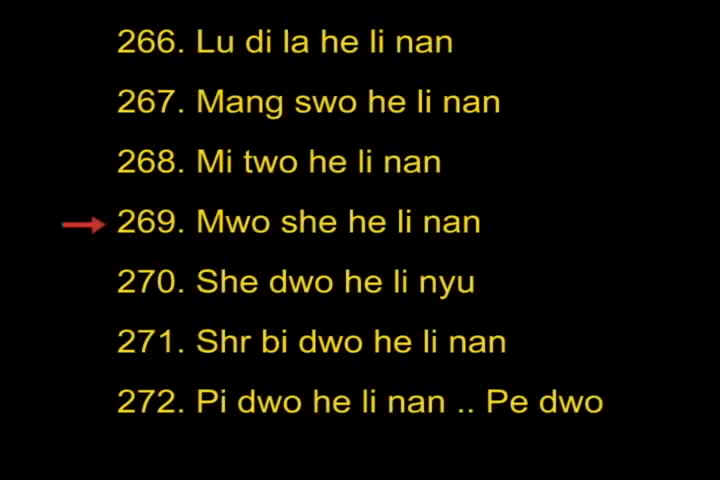 266. Lu di la he li nan
267. Mang swo he li nan
268. Mi two he li nan
269. Mwo she he li nan
270. She dwo he li nyu
271. Shr bi dwo he li nan
272. Pi dwo he li nan .. Pe dwo